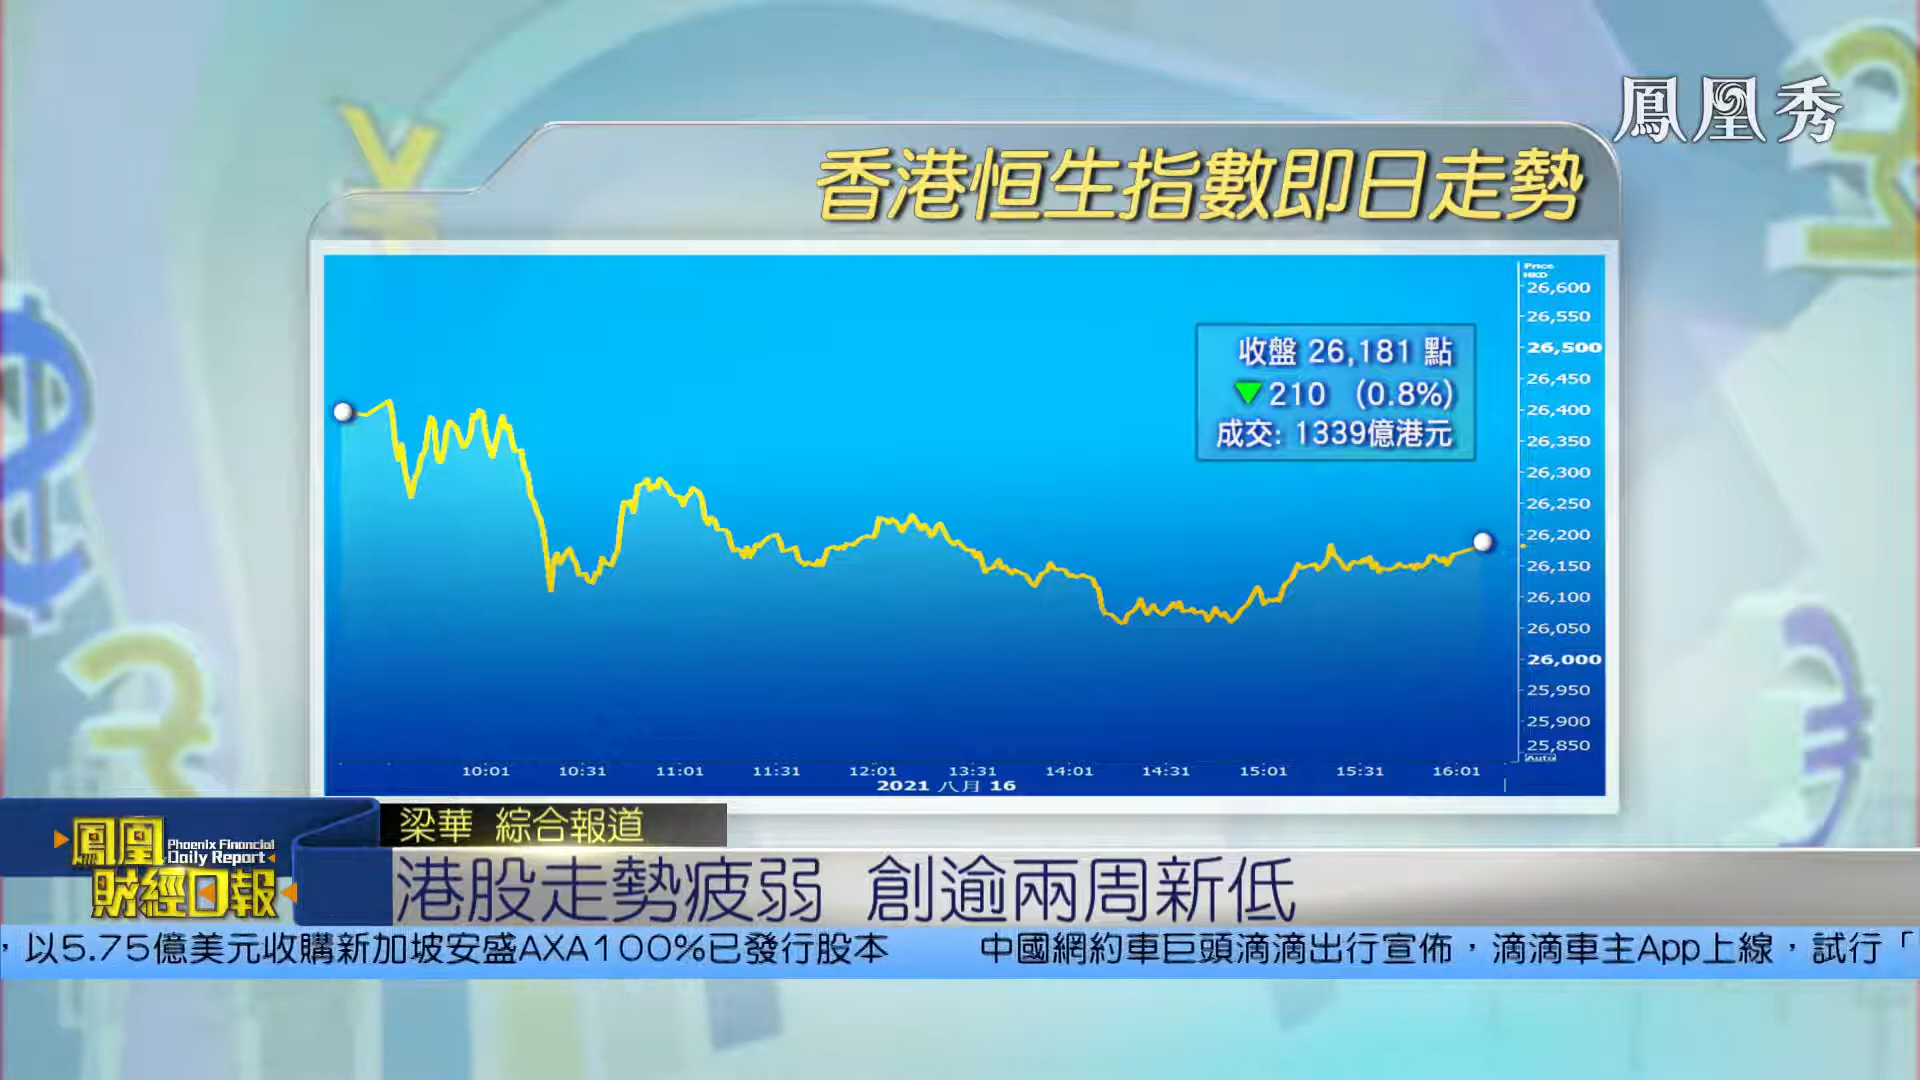 鳳凰秀
香港恒生指數即日走勢
Price
HKD
26,600
26,550
26,500
26,450
26,400
26,350
26,300
26,250
26,200
26,150
26,100
26,050
26,000
25,950
25,900
25,850
Auto
收盤 26,181 點
▼210 (0.8%)
成交: 1339億港元
10:01 10:31 11:01 11:31 12:01 13:31 14:01 14:31 15:01 15:31 16:01
2021 八月 16
梁華 綜合報道
鳳凰 Phoenix Financial
Daily Report
財經日報
港股走勢疲弱 創逾兩周新低
，以5.75億美元收購新加坡安盛AXA100%已發行股本 中國網約車巨頭滴滴出行宣佈，滴滴車主App上線，試行「